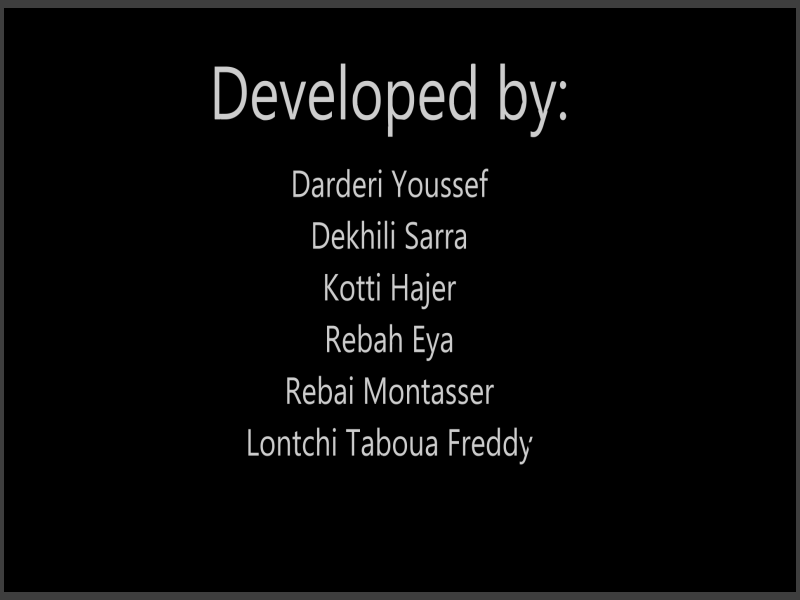 Developed by:
Darderi Youssef
Dekhili Sarra
Kotti Hajer
Rebah Eya
Rebai Montasser
Lontchi Taboua Freddy